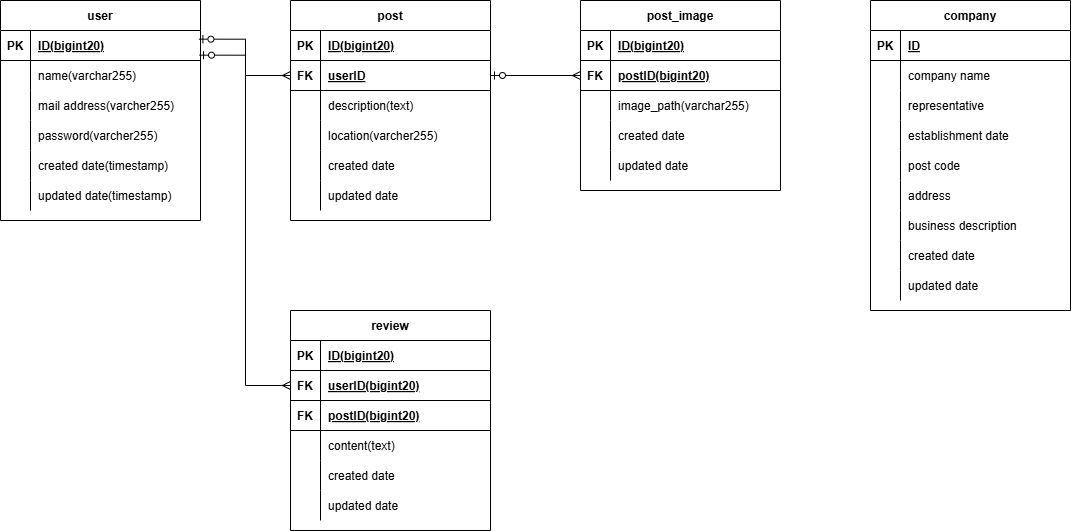 user
PK ID(bigint20)
name(varchar255)
mail address(varcher255)
password(varcher255)
created date(timestamp)
updated date(timestamp)
post
PK ID(bigint20)
FK userID
description(text)
location(varcher255)
created date
updated date
post_image
PK ID(bigint20)
FK postID(bigint20)
image_path(varchar255)
created date
updated date
company
PK ID
company name
representative
establishment date
post code
address
business description
created date
updated date
review
PK ID(bigint20)
FK userID(bigint20)
FK postID(bigint20)
content(text)
created date
updated date